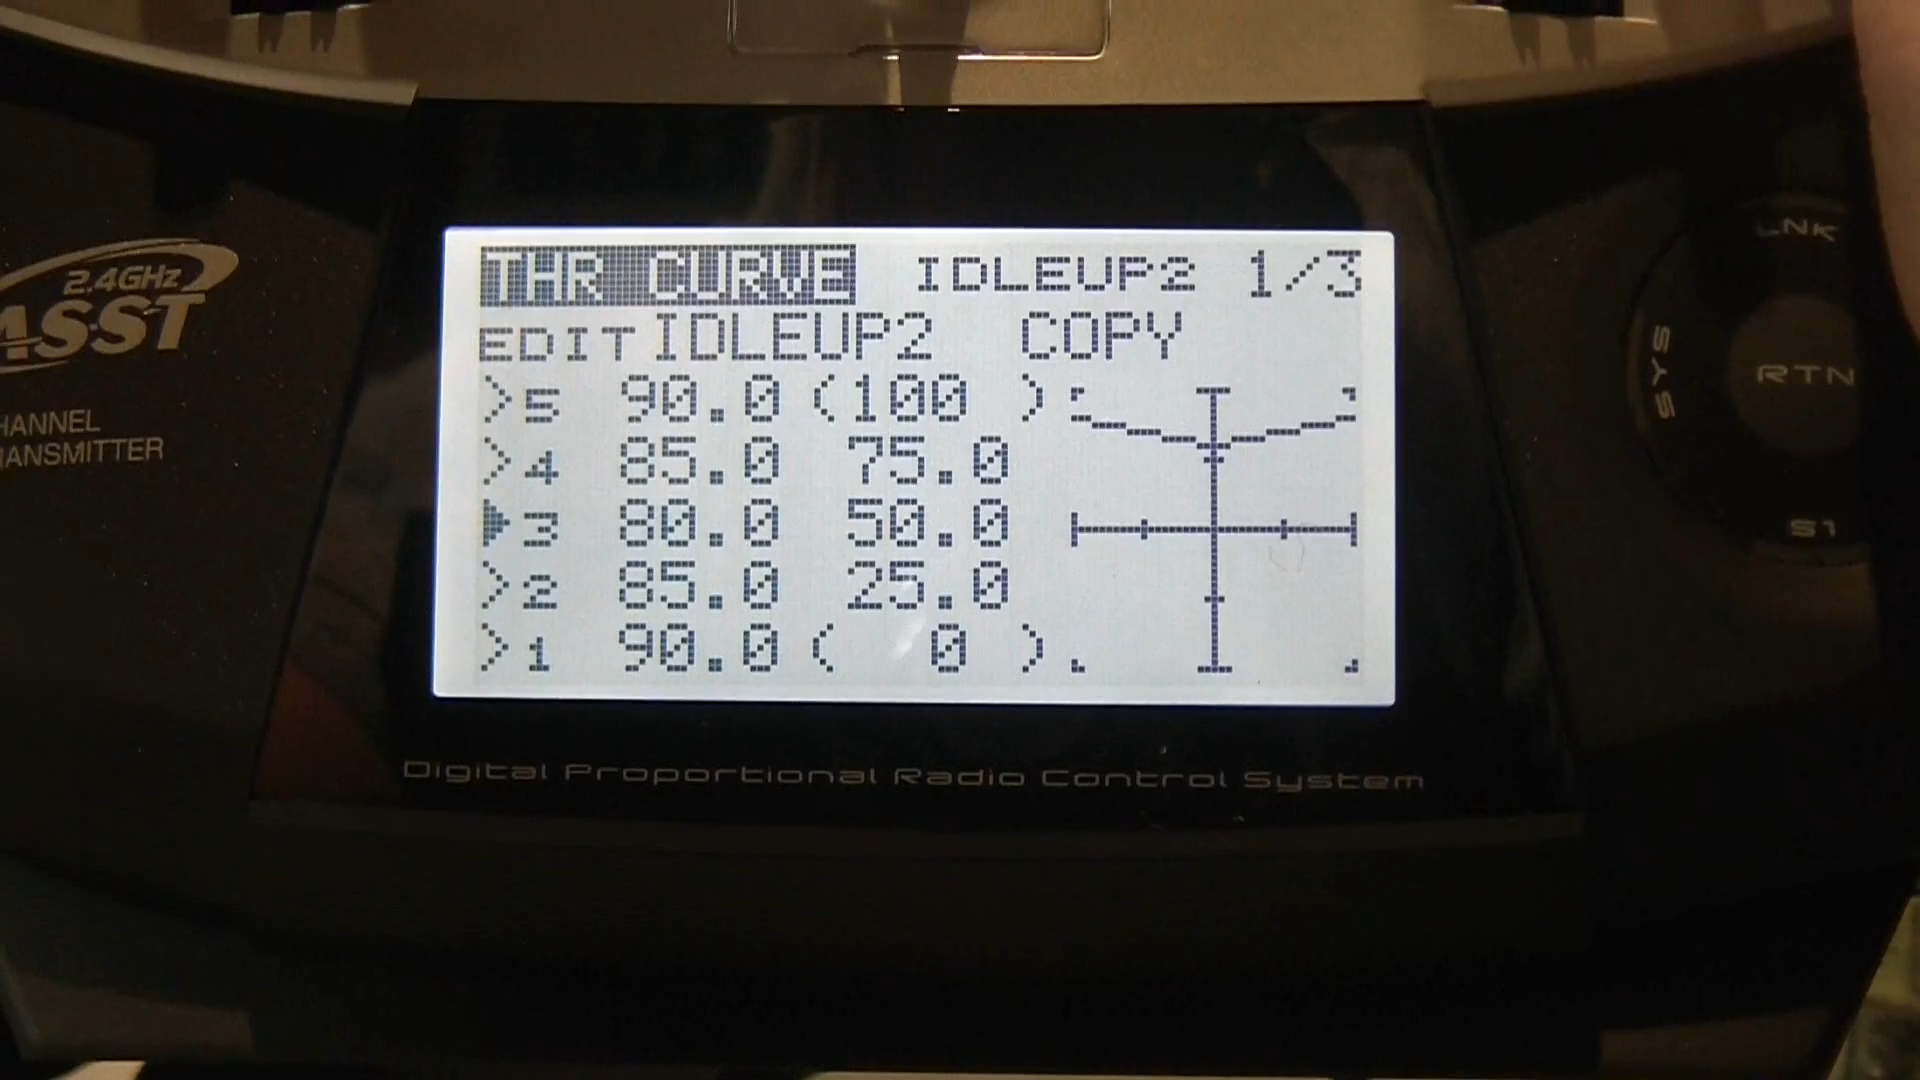 THR CURVE IDLEUP2 1/3
EDIT IDLEUP2 COPY
>5 90.0 (100 )
>4 85.0 75.0
▶3 80.0 50.0
>2 85.0 25.0
>1 90.0 ( 0 )
2.4GHz
ASST
HANNEL
ANSMITTER
LNK
SYS
RTN
S1
Digital Proportional Radio Control System